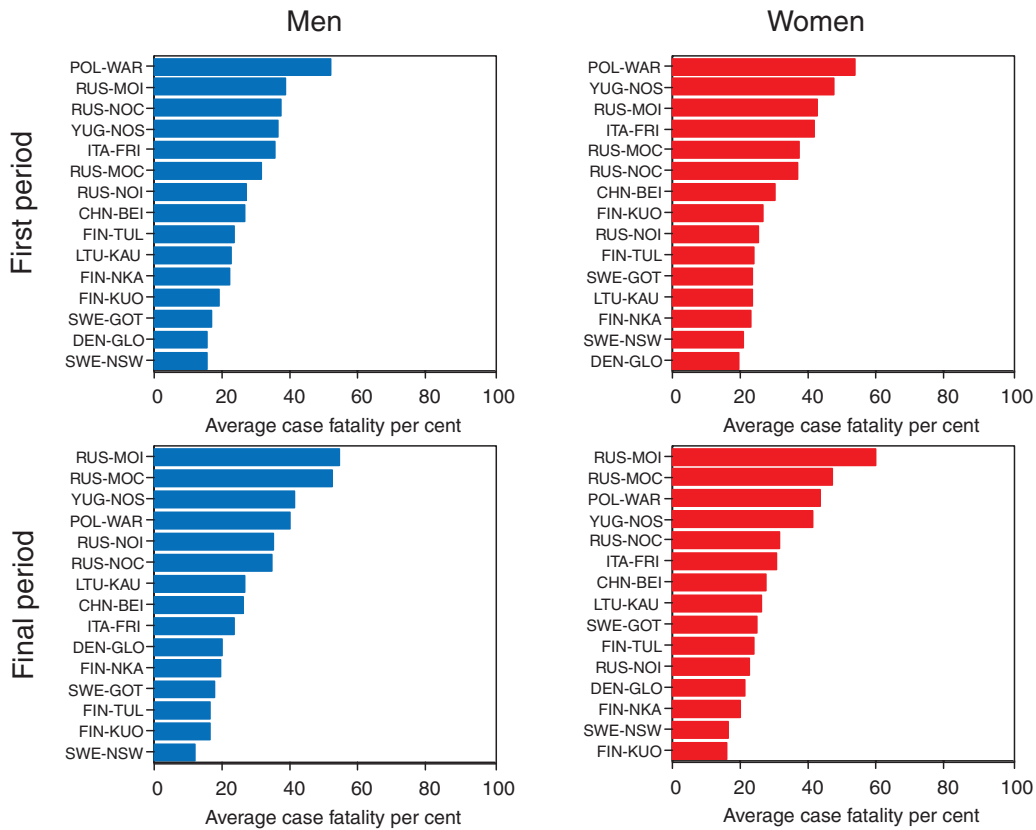 Men
Women
First period
POL-WAR
RUS-MOI
RUS-NOC
YUG-NOS
ITA-FRI
RUS-MOC
RUS-NOI
CHN-BEI
FIN-TUL
LTU-KAU
FIN-NKA
FIN-KUO
SWE-GOT
DEN-GLO
SWE-NSW
0 20 40 60 80 100
Average case fatality per cent
POL-WAR
YUG-NOS
RUS-MOI
ITA-FRI
RUS-MOC
RUS-NOC
CHN-BEI
FIN-KUO
RUS-NOI
FIN-TUL
SWE-GOT
LTU-KAU
FIN-NKA
SWE-NSW
DEN-GLO
0 20 40 60 80 100
Average case fatality per cent
Final period
RUS-MOI
RUS-MOC
YUG-NOS
POL-WAR
RUS-NOI
RUS-NOC
LTU-KAU
CHN-BEI
ITA-FRI
DEN-GLO
FIN-NKA
SWE-GOT
FIN-TUL
FIN-KUO
SWE-NSW
0 20 40 60 80 100
Average case fatality per cent
RUS-MOI
RUS-MOC
POL-WAR
YUG-NOS
RUS-NOC
ITA-FRI
CHN-BEI
LTU-KAU
SWE-GOT
FIN-TUL
RUS-NOI
DEN-GLO
FIN-NKA
SWE-NSW
FIN-KUO
0 20 40 60 80 100
Average case fatality per cent